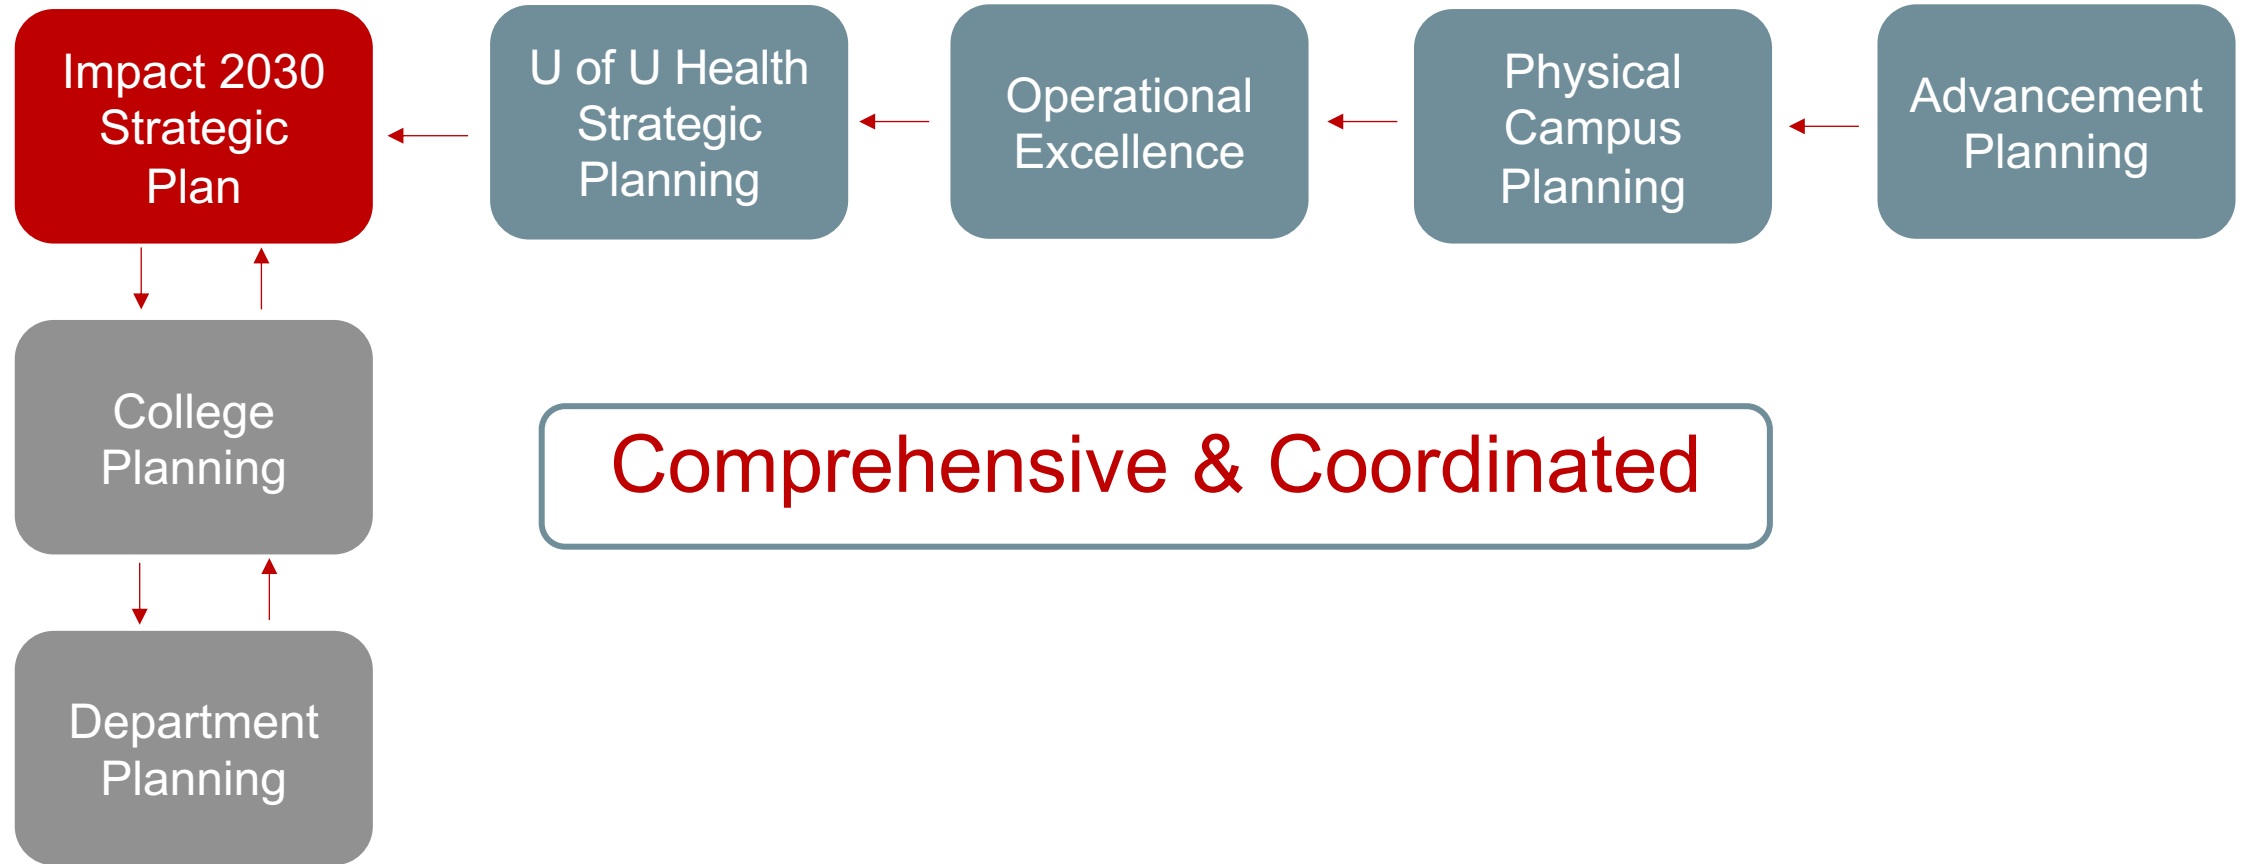 Impact 2030
Strategic
Plan
U of U Health
Strategic
Planning
Operational
Excellence
Physical
Campus
Planning
Advancement
Planning
College
Planning
Comprehensive & Coordinated
Department
Planning